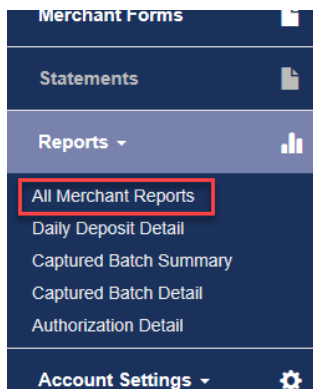 Merchant Forms
Statements
Reports
All Merchant Reports
Daily Deposit Detail
Captured Batch Summary
Captured Batch Detail
Authorization Detail
Account Settings